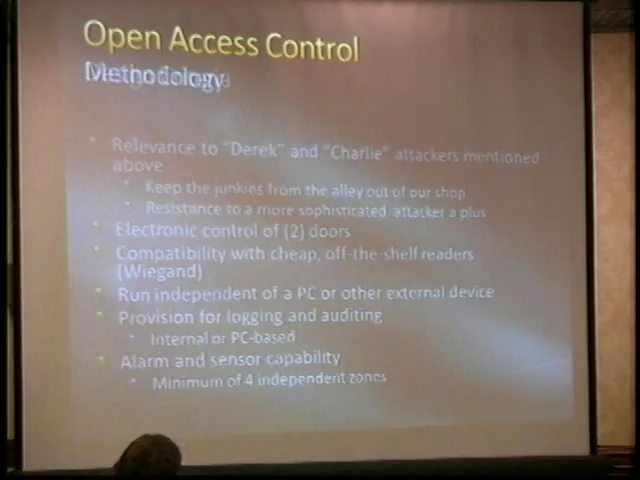 Open Access Control
Methodology
• Relevance to "Derek" and "Charlie" attackers mentioned
above
• Keep the junkies from the alley out of our shop
• Resistance to a more sophisticated attacker a plus
• Electronic control of (2) doors
• Compatibility with cheap, off-the-shelf readers
(Wiegand)
• Run independent of a PC or other external device
• Provision for logging and auditing
• Internal or PC-based
• Alarm and sensor capability
• Minimum of 4 independent zones